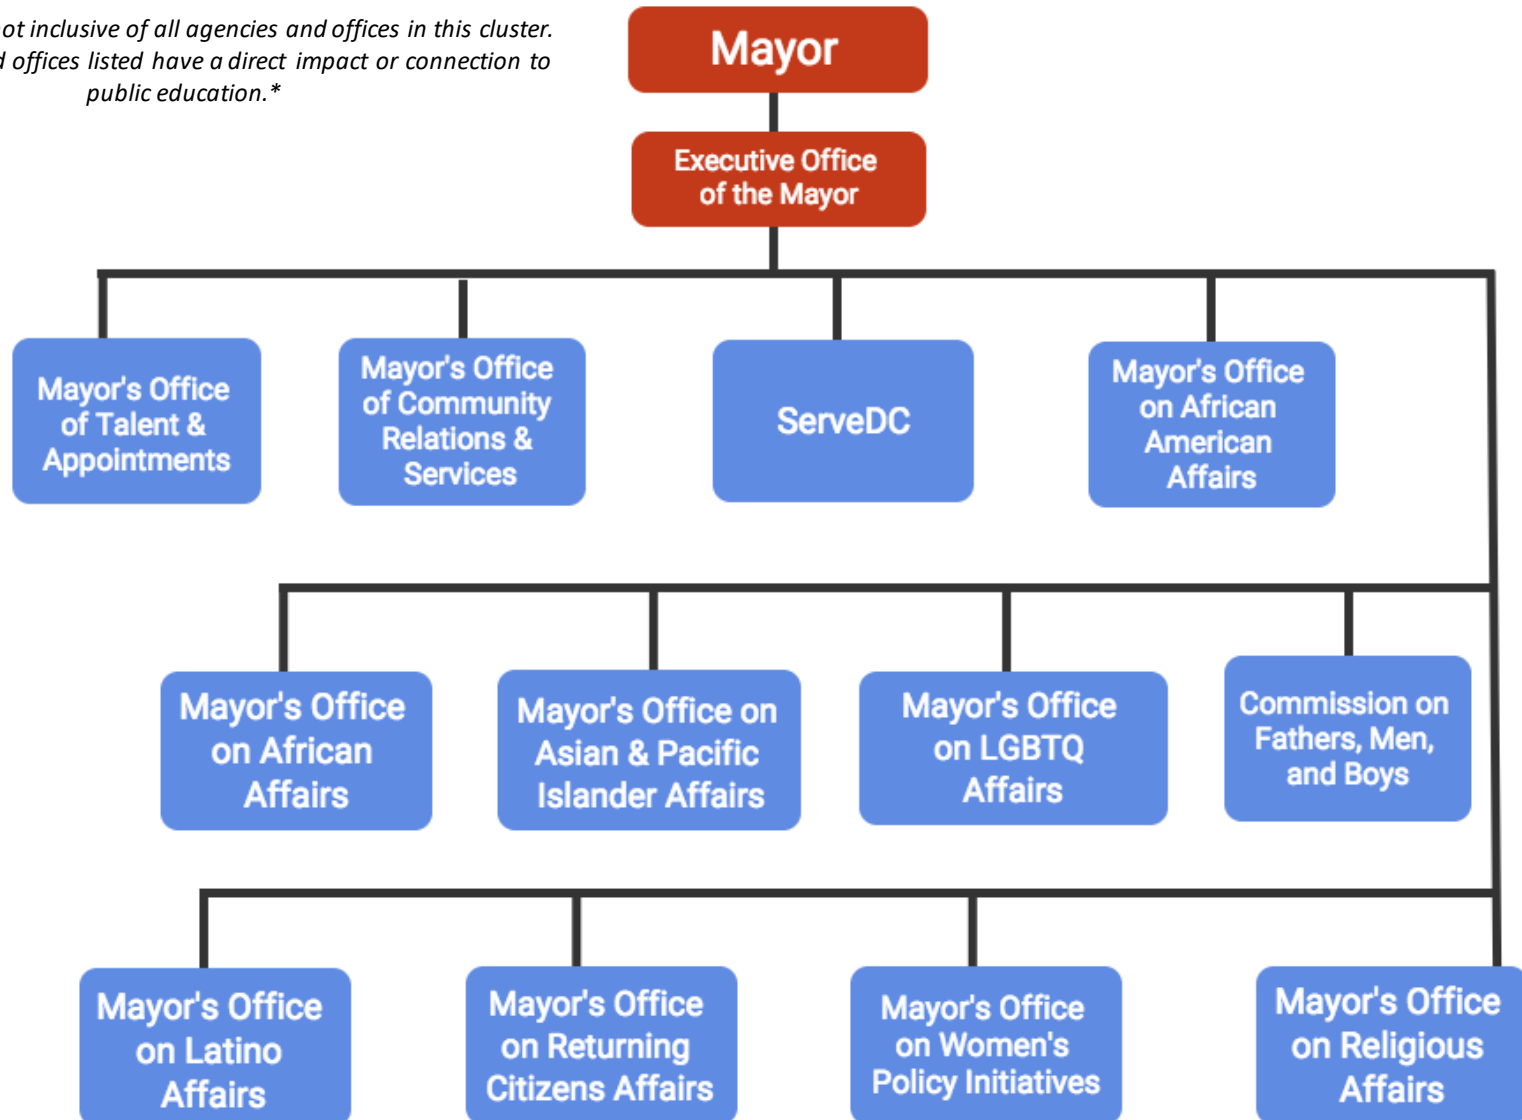 not inclusive of all agencies and offices in this cluster.
offices listed have a direct impact or connection to
public education.*
Mayor
Executive Office
of the Mayor
Mayor's Office
of Talent &
Appointments
Mayor's Office
of Community
Relations &
Services
ServeDC
Mayor's Office
on African
American
Affairs
Mayor's Office
on African
Affairs
Mayor's Office on
Asian & Pacific
Islander Affairs
Mayor's Office
on LGBTQ
Affairs
Commission on
Fathers, Men,
and Boys
Mayor's Office
on Latino
Affairs
Mayor's Office
on Returning
Citizens Affairs
Mayor's Office
on Women's
Policy Initiatives
Mayor's Office
on Religious
Affairs